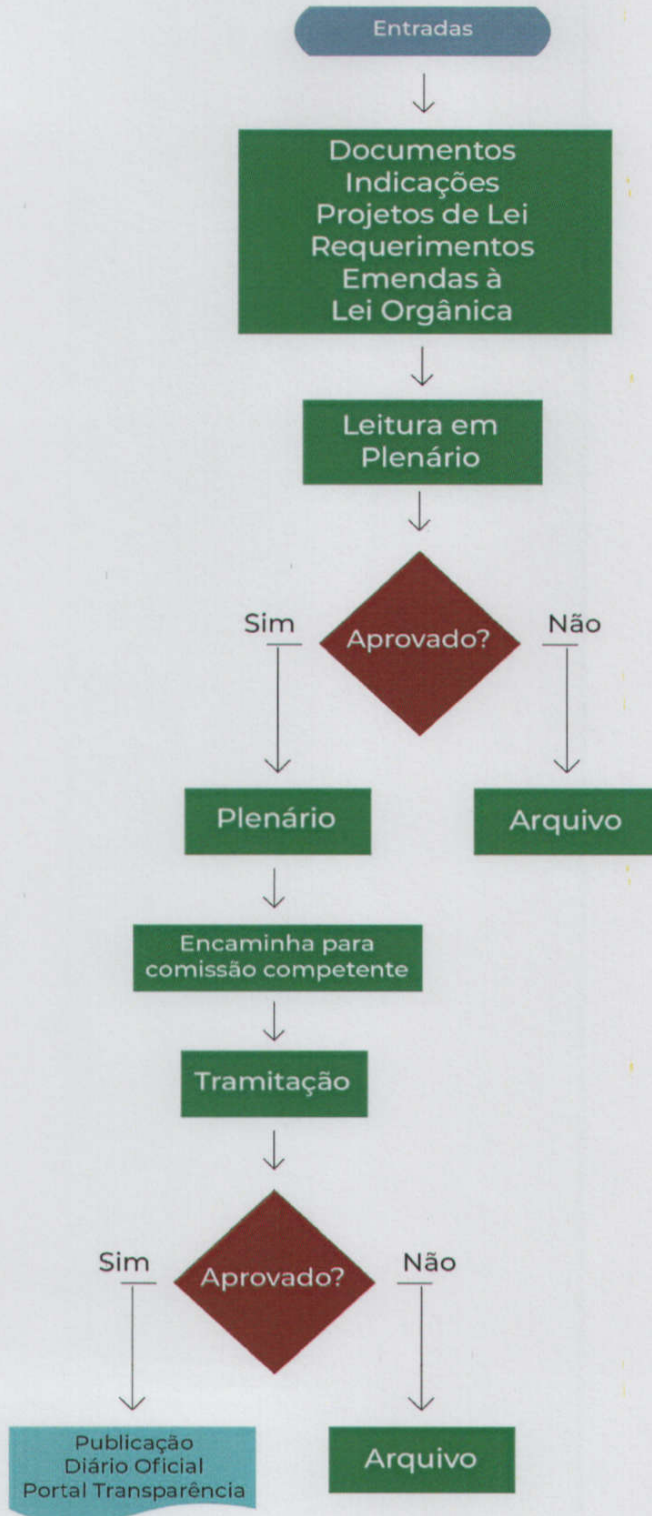 Entradas
Documentos
Indicações
Projetos de Lei
Requerimentos
Emendas à
Lei Orgânica
Leitura em
Plenário
Sim
Aprovado?
Não
Plenário
Arquivo
Encaminha para
comissão competente
Tramitação
Sim
Aprovado?
Não
Publicação
Diário Oficial
Portal Transparência
Arquivo